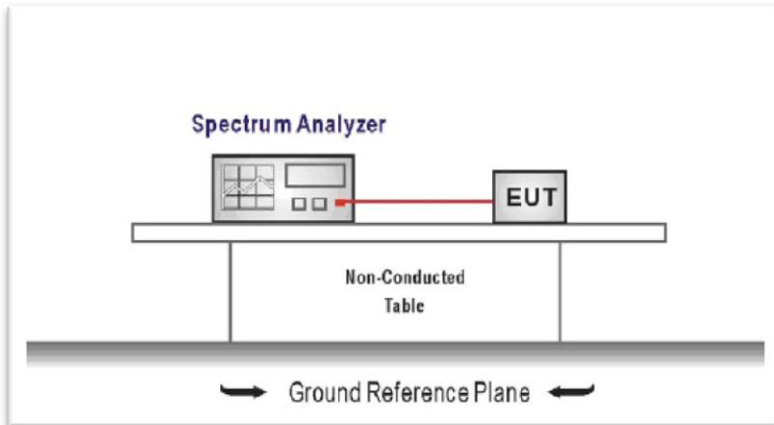 Spectrum Analyzer
EUT
Non-Conducted
Table
Ground Reference Plane